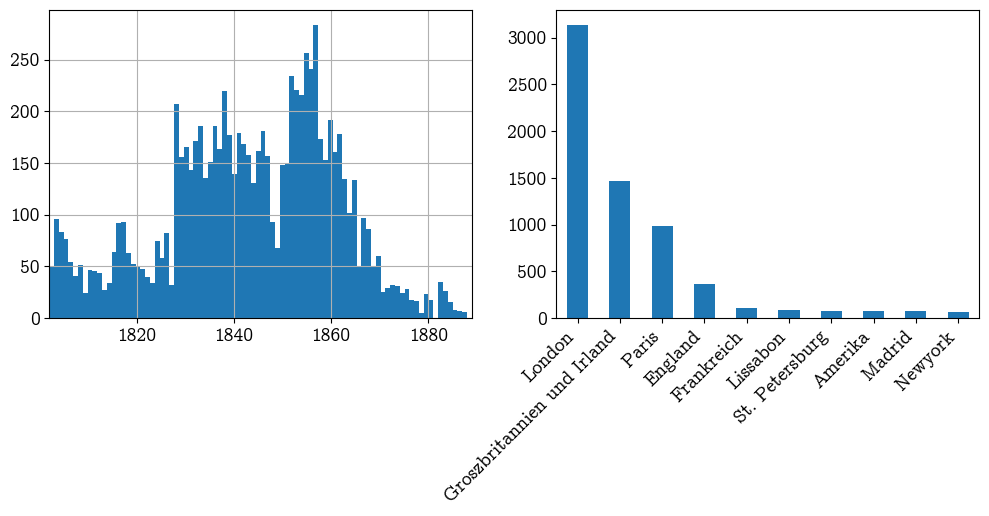 250
200
150
100
50
0
1820 1840 1860 1880
3000
2500
2000
1500
1000
500
0
London
Groszbritannien und Irland
Paris
England
Frankreich
Lissabon
St. Petersburg
Amerika
Madrid
Newyork